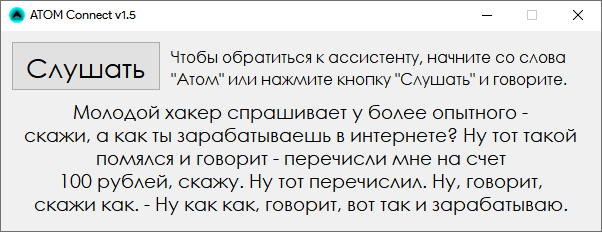 ATOM Connect v1.5
Слушать
Чтобы обратиться к ассистенту, начните со слова
"Атом" или нажмите кнопку "Слушать" и говорите.
Молодой хакер спрашивает у более опытного -
скажи, а как ты зарабатываешь в интернете? Ну тот такой
помялся и говорит - перечисли мне на счет
100 рублей, скажу. Ну тот перечислил. Ну, говорит,
скажи как. - Ну как как, говорит, вот так и зарабатываю.